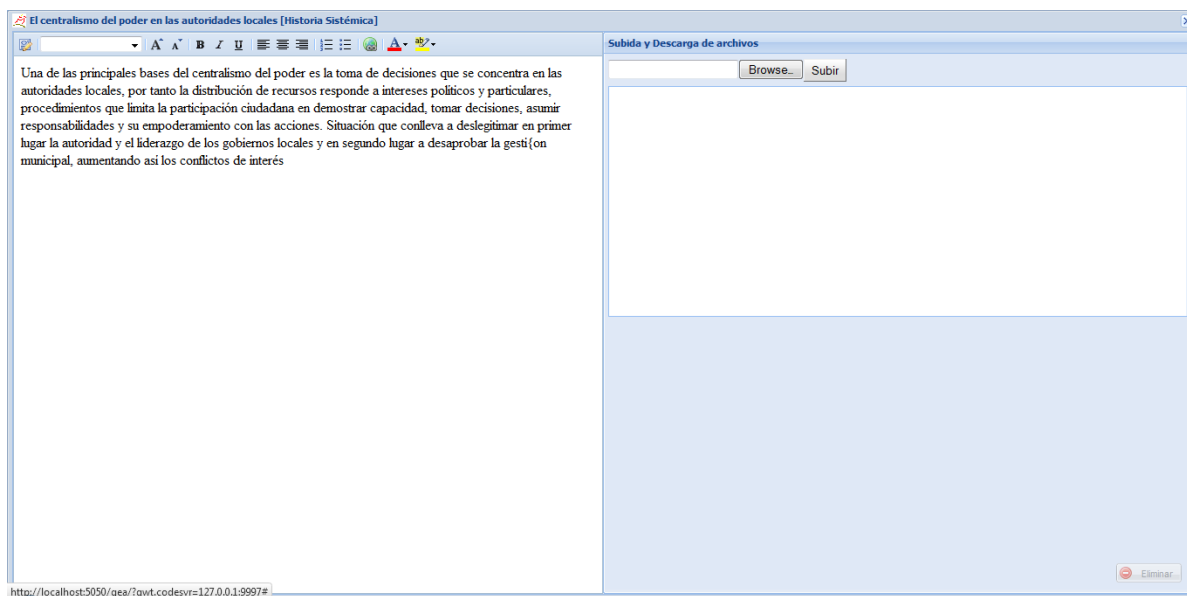 El centralismo del poder en las autoridades locales [Historia Sistémica]
A A B I U A ab
Una de las principales bases del centralismo del poder es la toma de decisiones que se concentra en las
autoridades locales, por tanto la distribución de recursos responde a intereses políticos y particulares,
procedimientos que limita la participación ciudadana en demostrar capacidad, tomar decisiones, asumir
responsabilidades y su empoderamiento con las acciones. Situación que conlleva a deslegitimar en primer
lugar la autoridad y el liderazgo de los gobiernos locales y en segundo lugar a desaprobar la gesti{on
municipal, aumentando asi los conflictos de interés
Subida y Descarga de archivos
Browse... Subir
Eliminar
http://localhost:5050/gea/?gwt.codesvr=127.0.0.1:9997#